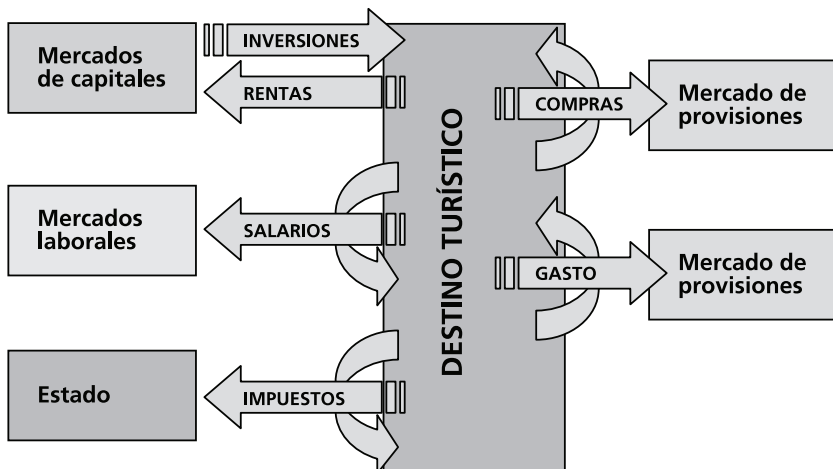 Mercados
de capitales
INVERSIONES
RENTAS
Mercados
laborales
SALARIOS
Estado
IMPUESTOS
DESTINO TURÍSTICO
COMPRAS
Mercado de
provisiones
GASTO
Mercado de
provisiones